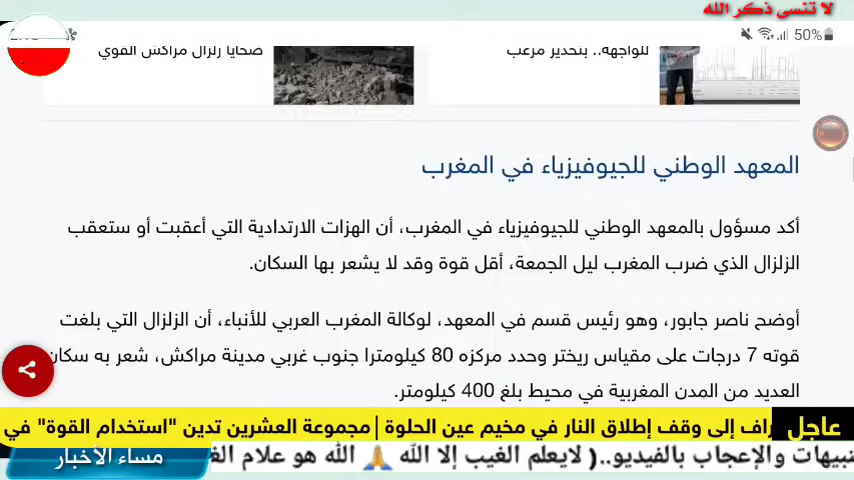 لا تنسى ذكر الله
50%
للواجهة.. بتحذير مرعب
ضحايا زلزال مراكش القوي
المعهد الوطني للجيوفيزياء في المغرب
أكد مسؤول بالمعهد الوطني للجيوفيزياء في المغرب، أن الهزات الارتدادية التي أعقبت أو ستعقب
الزلزال الذي ضرب المغرب ليل الجمعة، أقل قوة وقد لا يشعر بها السكان.
أوضح ناصر جابور، وهو رئيس قسم في المعهد، لوكالة المغرب العربي للأنباء، أن الزلزال التي بلغت
قوته 7 درجات على مقياس ريختر وحدد مركزه 80 كيلومترا جنوب غربي مدينة مراكش، شعر به سكان
العديد من المدن المغربية في محيط بلغ 400 كيلومتر.
عاجل
راف إلى وقف إطلاق النار في مخيم عين الحلوة | مجموعة العشرين تدين "استخدام القوة" في
نبيهات والإعجاب بالفيديو..( لايعلم الغيب إلا الله 🙏 الله هو علام الغ
مساء الأخبار